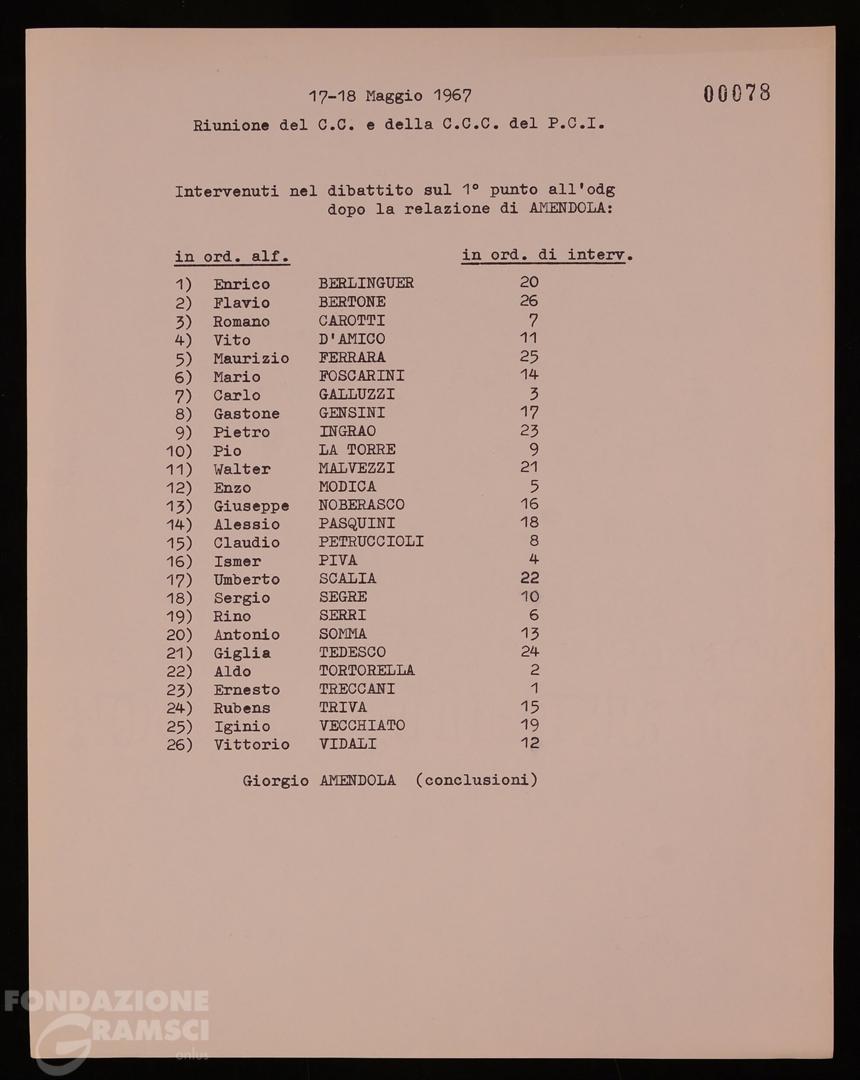 17-18 Maggio 1967
00078
Riunione del C.C. e della C.C.C. del P.C.I.
Intervenuti nel dibattito sul 1° punto all'odg
dopo la relazione di AMENDOLA:
in ord. alf. in ord. di interv.
1) Enrico BERLINGUER 20
2) Flavio BERTONE 26
3) Romano CAROTTI 7
4) Vito D'AMICO 11
5) Maurizio FERRARA 25
6) Mario FOSCARINI 14
7) Carlo GALLUZZI 3
8) Gastone GENSINI 17
9) Pietro INGRAO 23
10) Pio LA TORRE 9
11) Walter MALVEZZI 21
12) Enzo MODICA 5
13) Giuseppe NOBERASCO 16
14) Alessio PASQUINI 18
15) Claudio PETRUCCIOLI 8
16) Ismer PIVA 4
17) Umberto SCALIA 22
18) Sergio SEGRE 10
19) Rino SERRI 6
20) Antonio SOMMA 13
21) Giglia TEDESCO 24
22) Aldo TORTORELLA 2
23) Ernesto TRECCANI 1
24) Rubens TRIVA 15
25) Iginio VECCHIATO 19
26) Vittorio VIDALI 12
Giorgio AMENDOLA (conclusioni)
FONDAZIONE
GRAMSCI
onlus